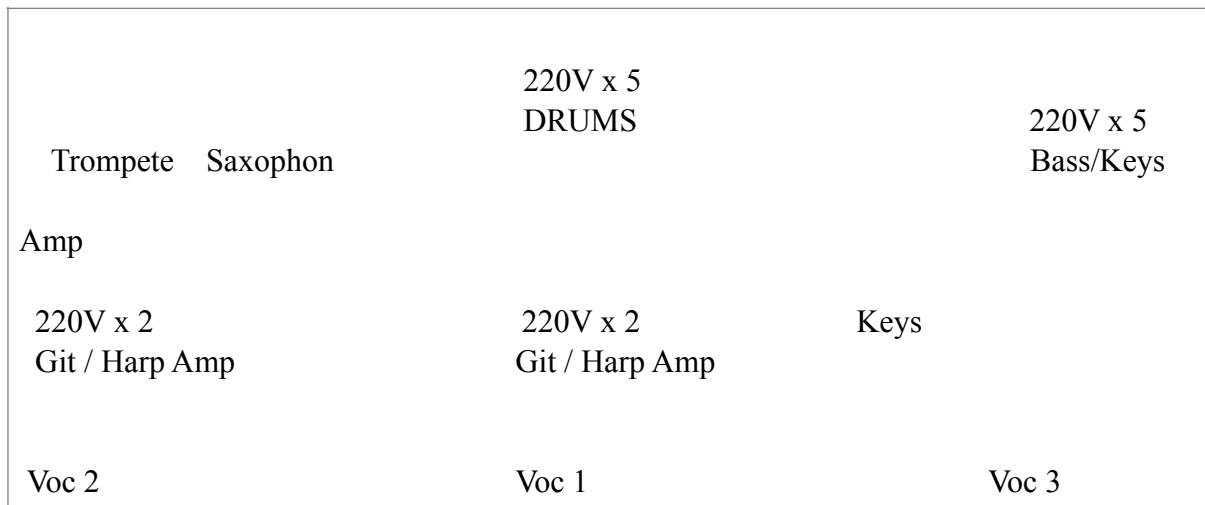 220V x 5
DRUMS 220V x 5
Trompete Saxophon Bass/Keys
Amp
220V x 2 220V x 2 Keys
Git / Harp Amp Git / Harp Amp
Voc 2 Voc 1 Voc 3